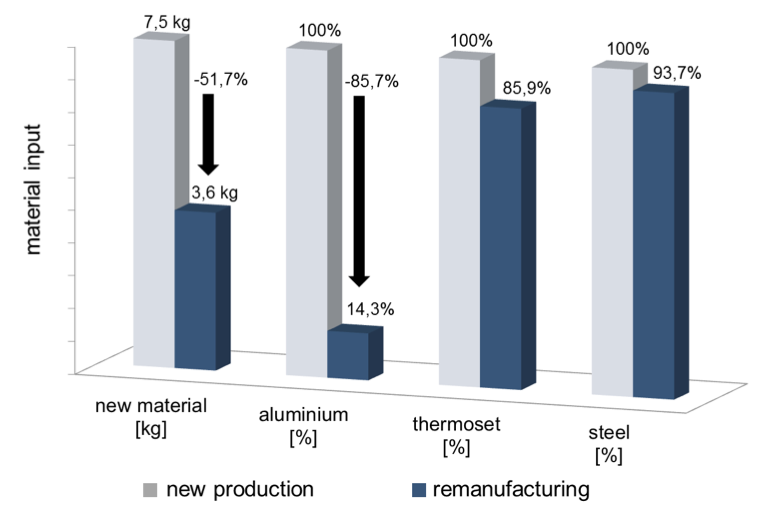 7,5 kg
100%
100%
100%
-51,7%
-85,7%
85,9%
93,7%
3,6 kg
14,3%
material input
new material
[kg]
aluminium
[%]
thermoset
[%]
steel
[%]
new production
remanufacturing